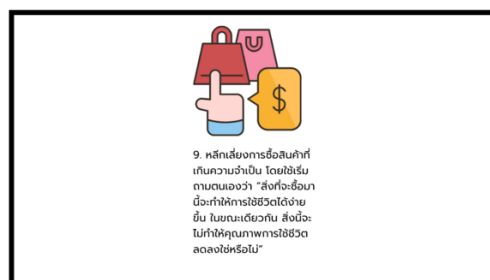 $
9. หลีกเลี่ยงการซื้อสินค้าที่
เกินความจำเป็น โดยใช้เริ่ม
ถามตนเองว่า “สิ่งที่จะซื้อมา
นี้จะทำให้การใช้ชีวิตได้ง่าย
ขึ้น ในขณะเดียวกัน สิ่งนี้จะ
ไม่ทำให้คุณภาพการใช้ชีวิต
ลดลงใช่หรือไม่”